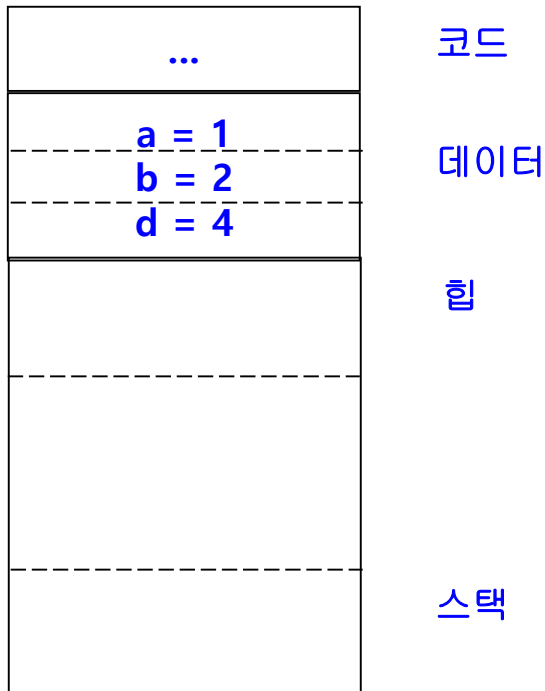 ... 코드
a = 1
b = 2 데이터
d = 4
힙
스택